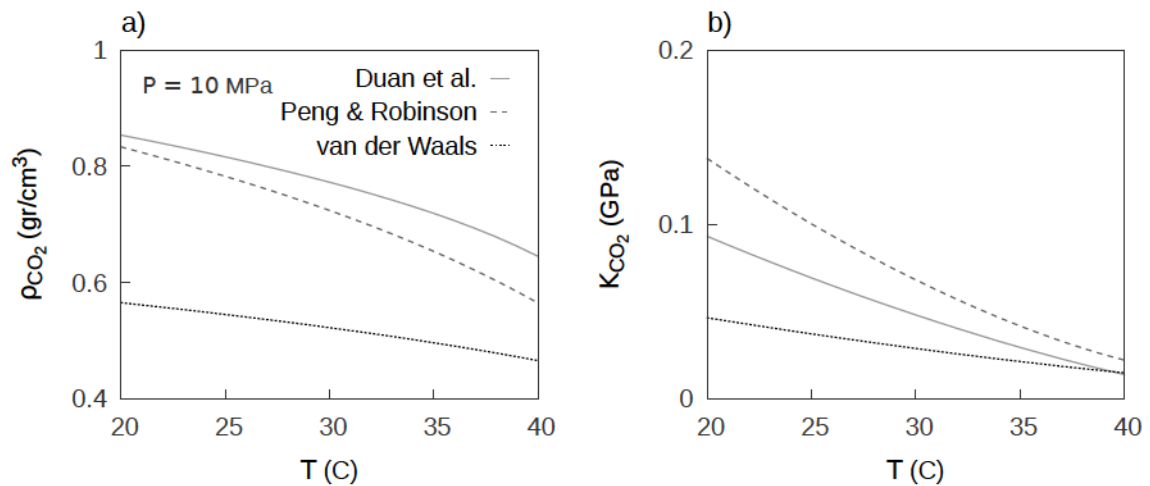 a)
1
0.8
0.6
0.4
ρCO2 (gr/cm3)
P = 10 MPa
Duan et al.
Peng & Robinson
van der Waals
20 25 30 35 40
T (C)
b)
0.2
0.1
0
KCO2 (GPa)
20 25 30 35 40
T (C)